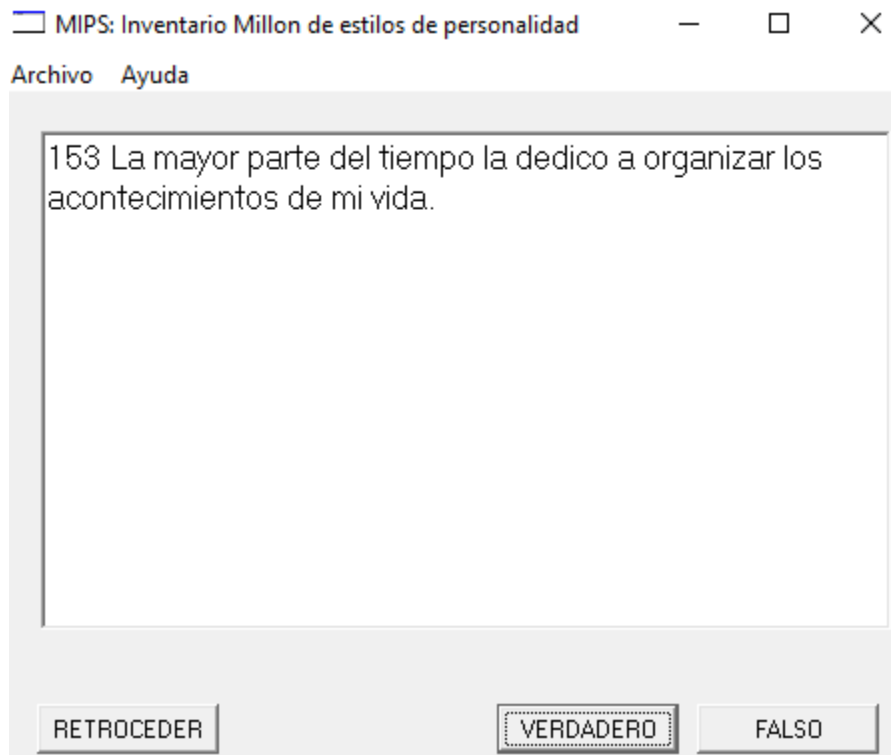 MIPS: Inventario Millon de estilos de personalidad
Archivo Ayuda
153 La mayor parte del tiempo la dedico a organizar los
acontecimientos de mi vida.
RETROCEDER VERDADERO FALSO